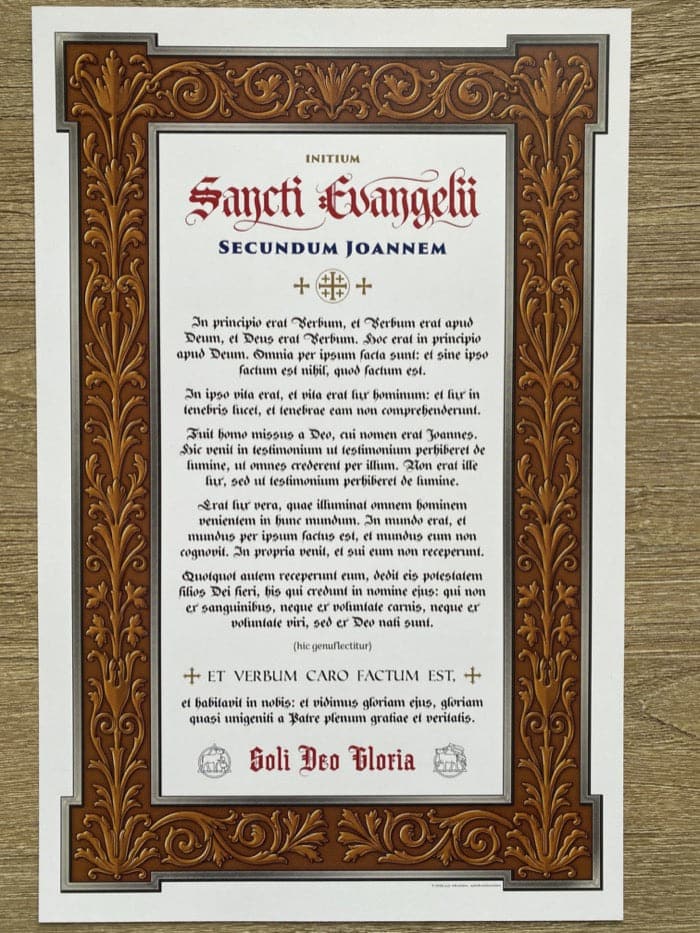 INITIUM
Sancti Evangelii
SECUNDUM JOANNEM
In principio erat Verbum, et Verbum erat apud
Deum, et Deus erat Verbum. Hoc erat in principio
apud Deum. Omnia per ipsum facta sunt: et sine ipso
factum est nihil, quod factum est.
In ipso vita erat, et vita erat lux hominum: et lux in
tenebris lucet, et tenebrae eam non comprehenderunt.
Fuit homo missus a Deo, cui nomen erat Joannes.
Hic venit in testimonium ut testimonium perhiberet de
lumine, ut omnes crederent per illum. Non erat ille
lux, sed ut testimonium perhiberet de lumine.
Erat lux vera, quae illuminat omnem hominem
venientem in hunc mundum. In mundo erat, et
mundus per ipsum factus est, et mundus eum non
cognovit. In propria venit, et sui eum non receperunt.
Quotquot autem receperunt eum, dedit eis potestatem
filios Dei fieri, his qui credunt in nomine ejus: qui non
ex sanguinibus, neque ex voluntate carnis, neque ex
voluntate viri, sed ex Deo nati sunt.
(hic genuflectitur)
ET VERBUM CARO FACTUM EST,
et habitavit in nobis: et vidimus gloriam ejus, gloriam
quasi unigeniti a Patre plenum gratiae et veritatis.
Soli Deo Gloria